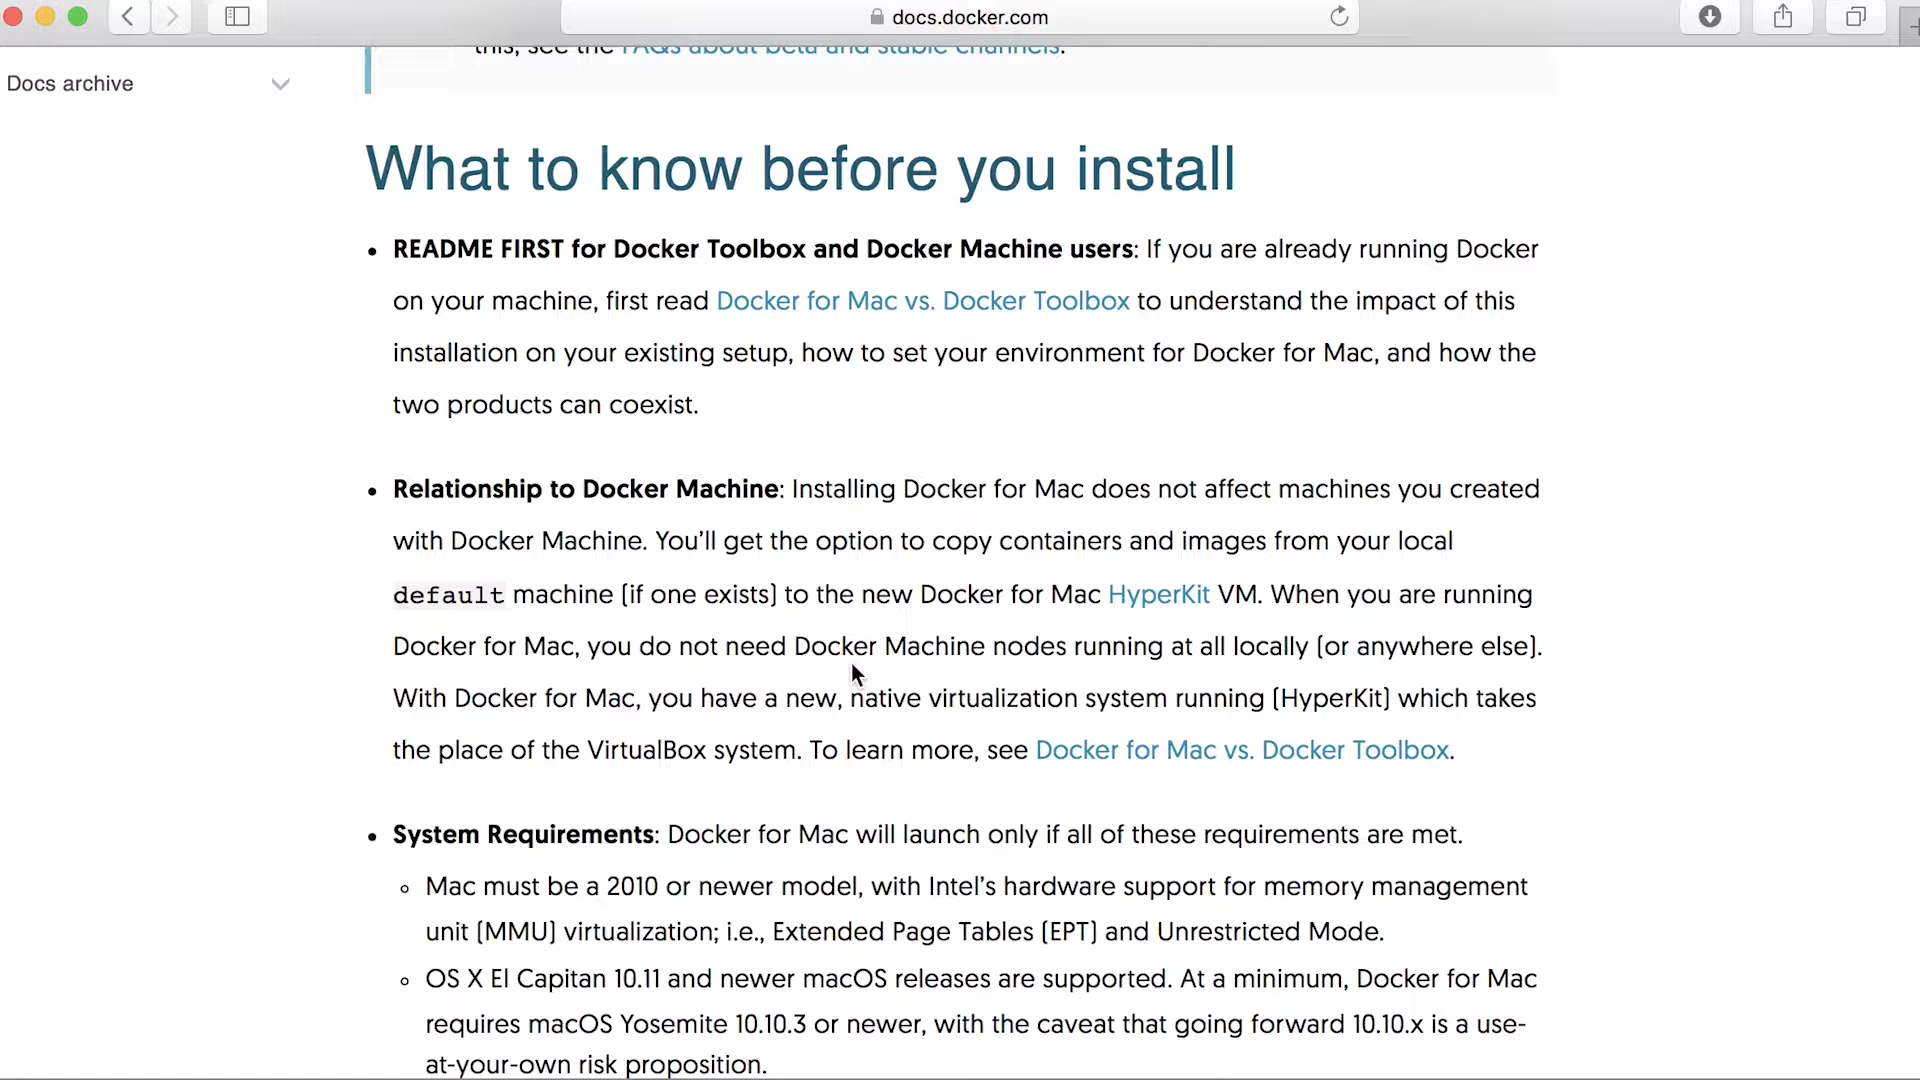 docs.docker.com
this, see the FAQs about beta and stable channels.
Docs archive
What to know before you install
• README FIRST for Docker Toolbox and Docker Machine users: If you are already running Docker
on your machine, first read Docker for Mac vs. Docker Toolbox to understand the impact of this
installation on your existing setup, how to set your environment for Docker for Mac, and how the
two products can coexist.
• Relationship to Docker Machine: Installing Docker for Mac does not affect machines you created
with Docker Machine. You’ll get the option to copy containers and images from your local
default machine (if one exists) to the new Docker for Mac HyperKit VM. When you are running
Docker for Mac, you do not need Docker Machine nodes running at all locally (or anywhere else).
With Docker for Mac, you have a new, native virtualization system running (HyperKit) which takes
the place of the VirtualBox system. To learn more, see Docker for Mac vs. Docker Toolbox.
• System Requirements: Docker for Mac will launch only if all of these requirements are met.
◦ Mac must be a 2010 or newer model, with Intel’s hardware support for memory management
unit (MMU) virtualization; i.e., Extended Page Tables (EPT) and Unrestricted Mode.
◦ OS X El Capitan 10.11 and newer macOS releases are supported. At a minimum, Docker for Mac
requires macOS Yosemite 10.10.3 or newer, with the caveat that going forward 10.10.x is a use-
at-your-own risk proposition.